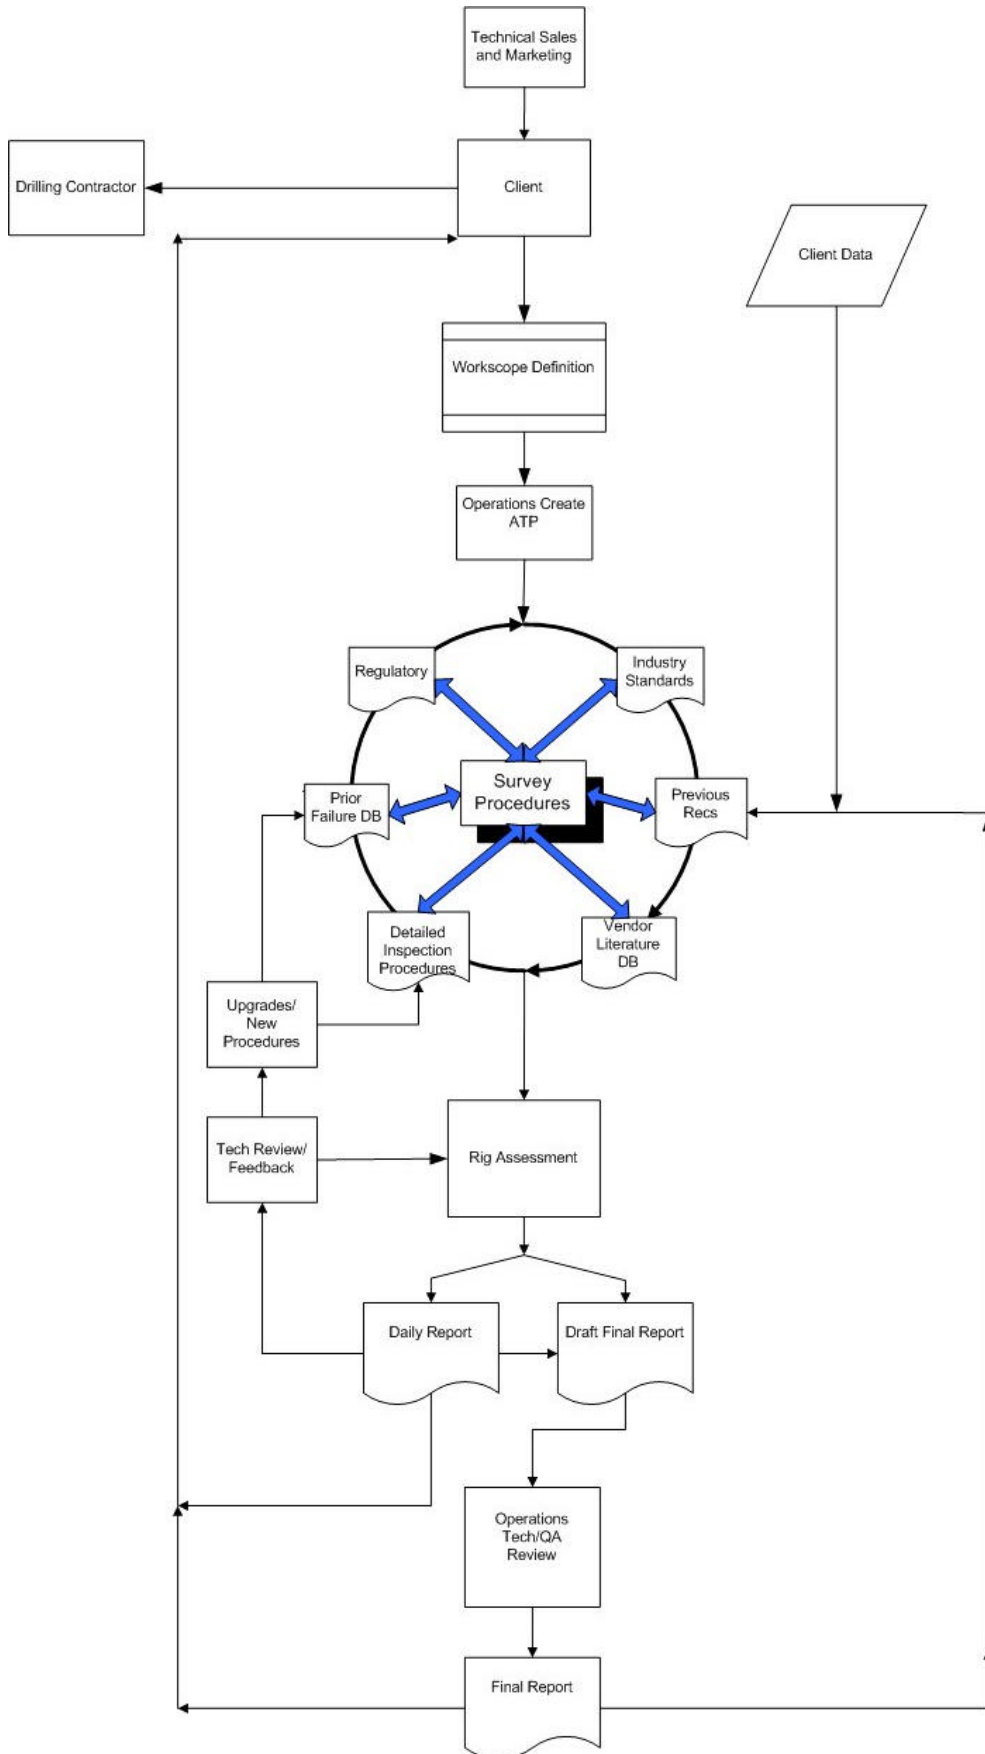 Technical Sales
and Marketing
Drilling Contractor
Client
Client Data
Workscope Definition
Operations Create
ATP
Regulatory
Industry
Standards
Survey
Procedures
Prior
Failure DB
Previous
Recs
Detailed
Inspection
Procedures
Vendor
Literature
DB
Upgrades/
New
Procedures
Tech Review/
Feedback
Rig Assessment
Daily Report
Draft Final Report
Operations
Tech/QA
Review
Final Report